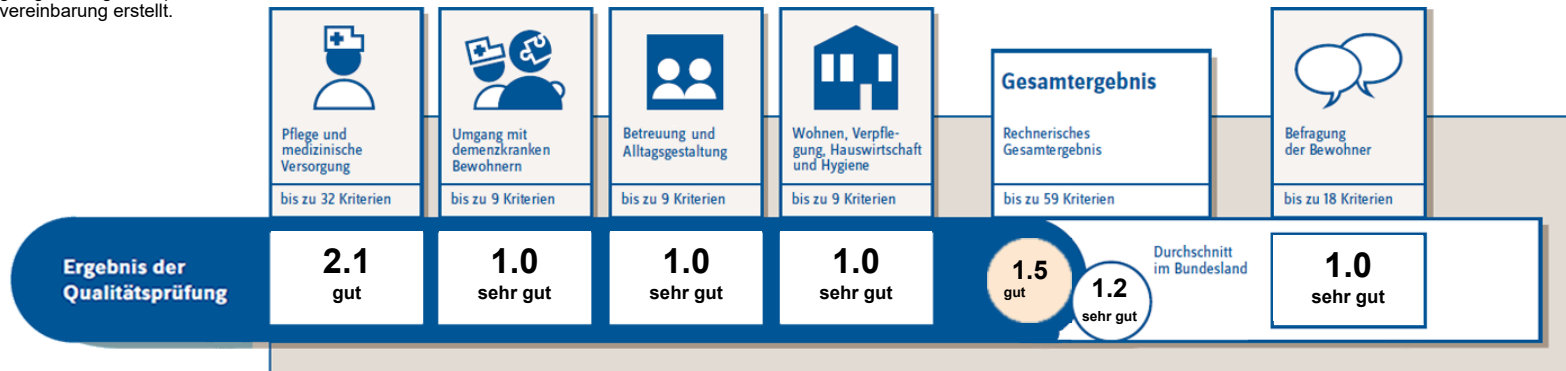 vereinbarung erstellt.
Pflege und
medizinische
Versorgung
bis zu 32 Kriterien
Umgang mit
demenzkranken
Bewohnern
bis zu 9 Kriterien
Betreuung und
Alltagsgestaltung
bis zu 9 Kriterien
Wohnen, Verpfle-
gung, Hauswirtschaft
und Hygiene
bis zu 9 Kriterien
Gesamtergebnis
Rechnerisches
Gesamtergebnis
bis zu 59 Kriterien
Befragung
der Bewohner
bis zu 18 Kriterien
Ergebnis der
Qualitätsprüfung
2.1
gut
1.0
sehr gut
1.0
sehr gut
1.0
sehr gut
1.5
gut
1.2
sehr gut
Durchschnitt
im Bundesland
1.0
sehr gut